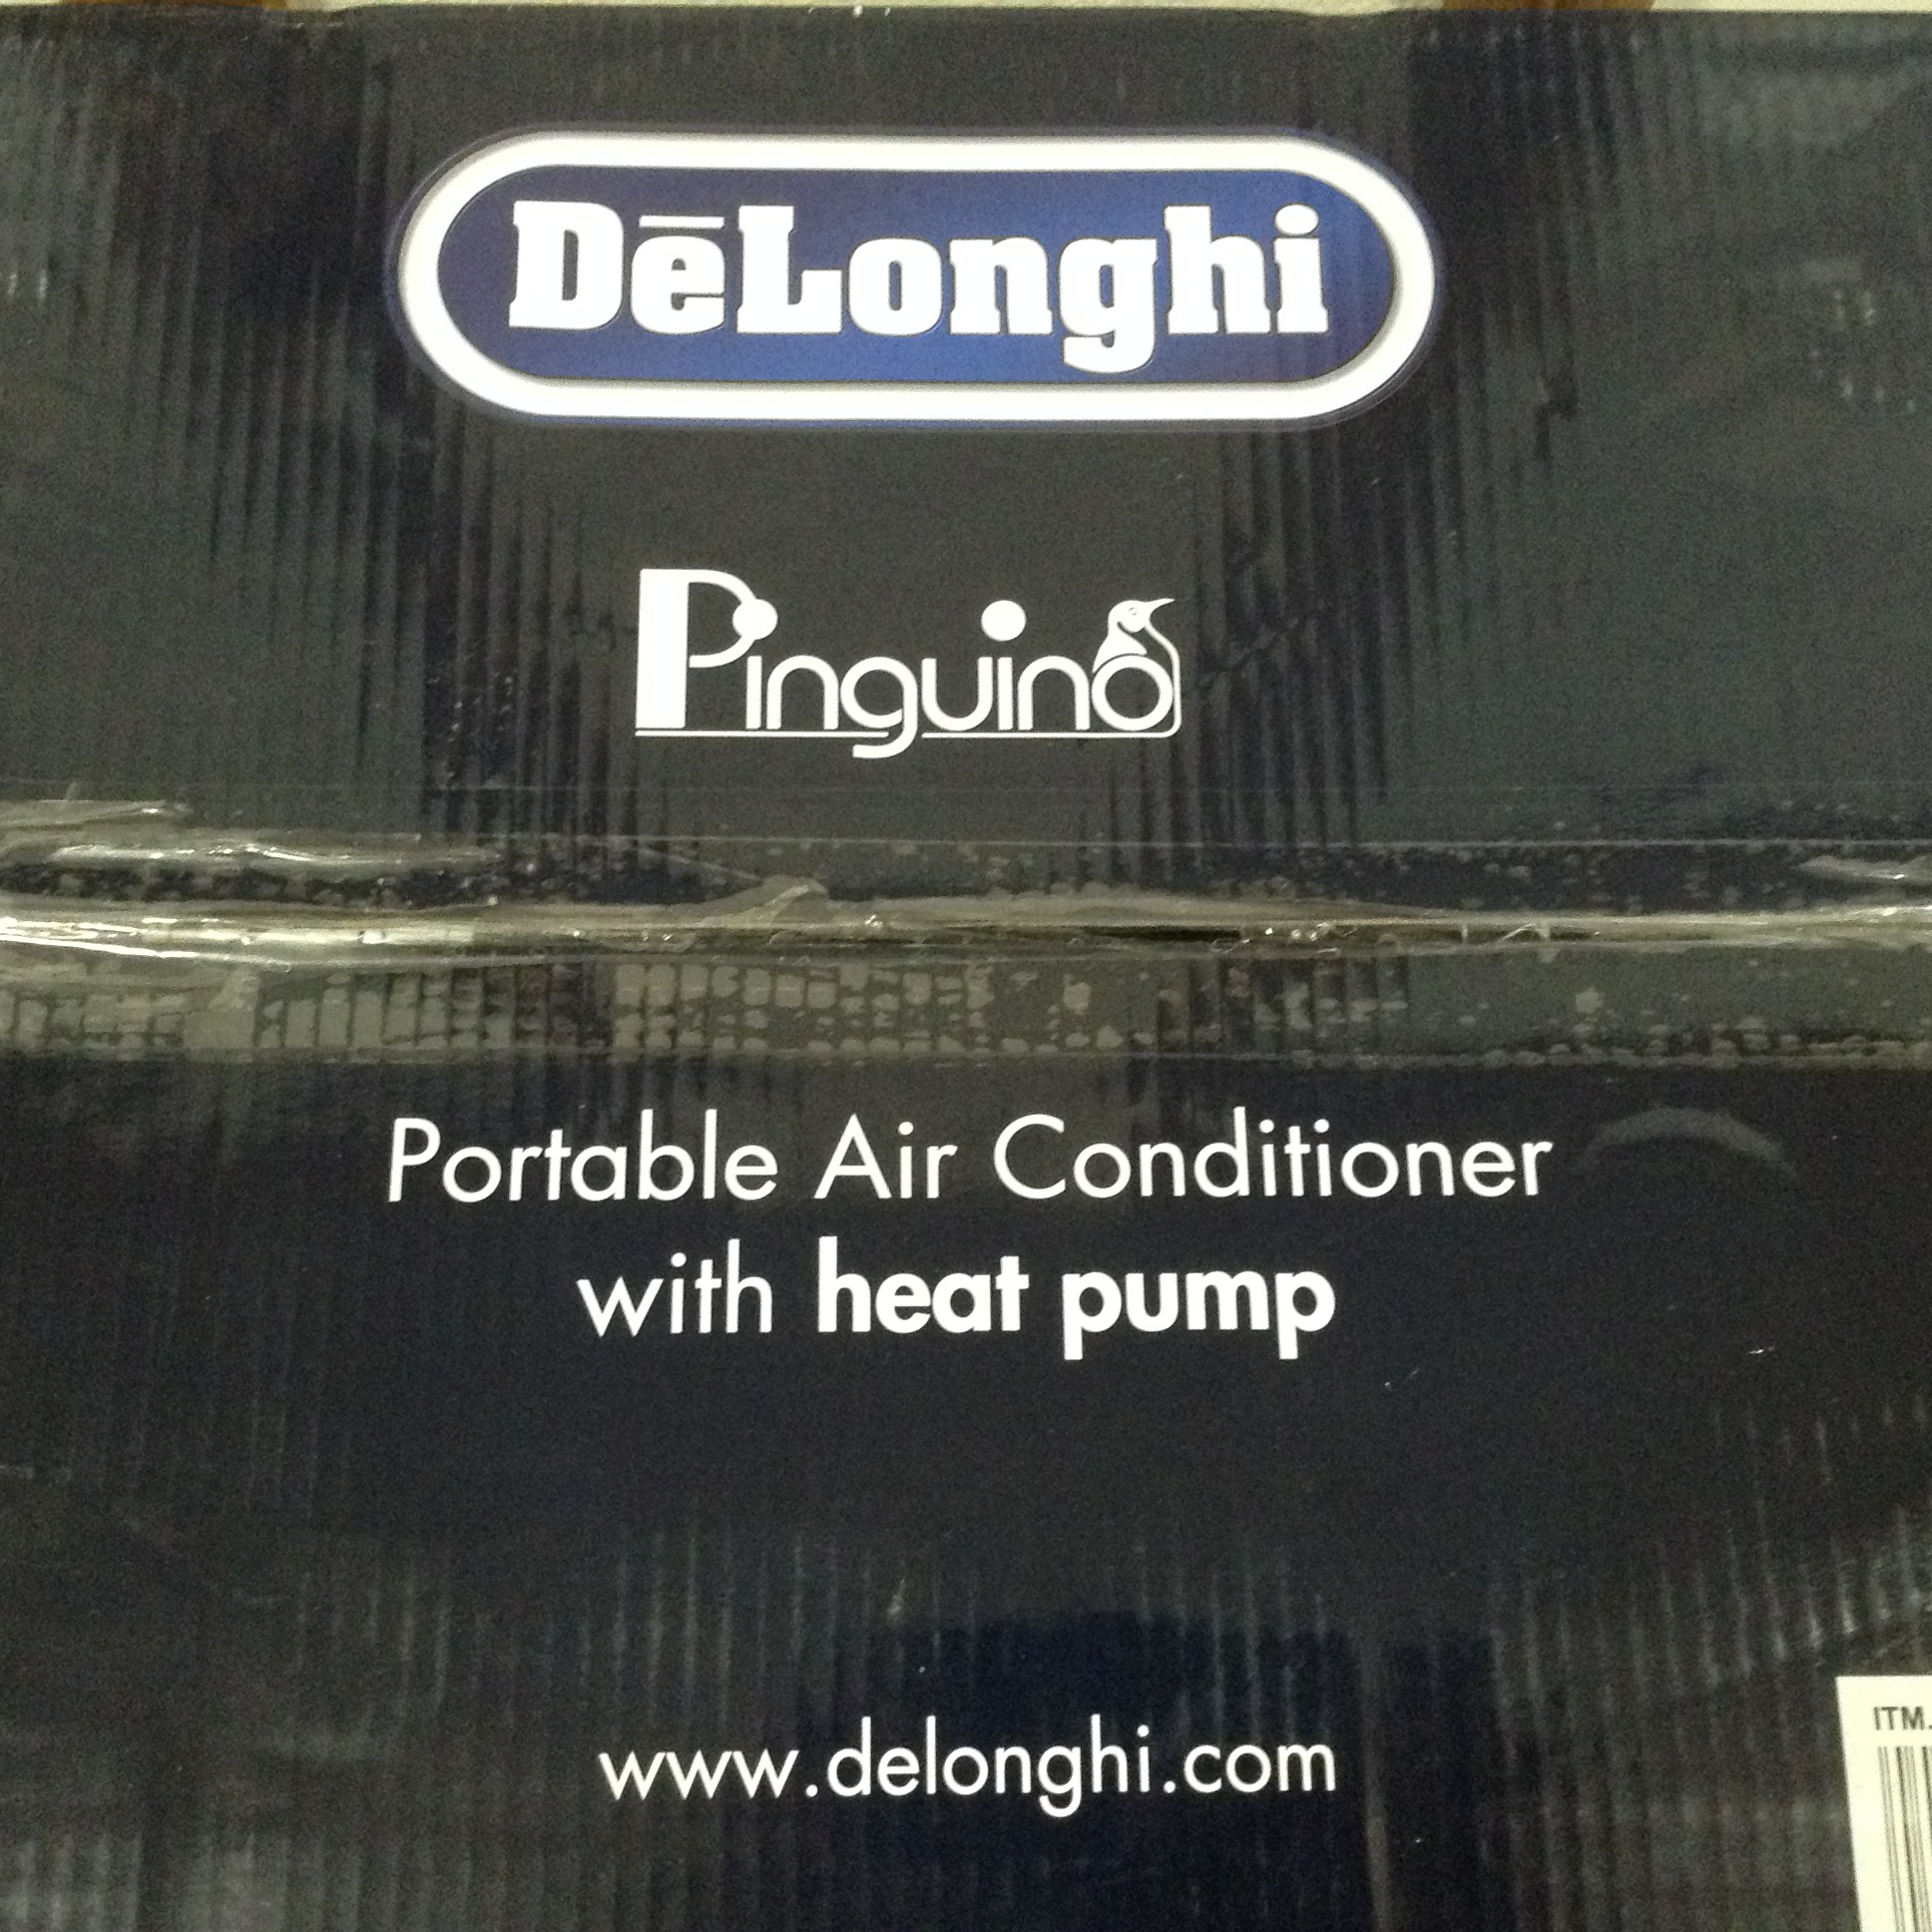 DēLonghi
Pinguino
Portable Air Conditioner
with heat pump
www.delonghi.com
ITM.